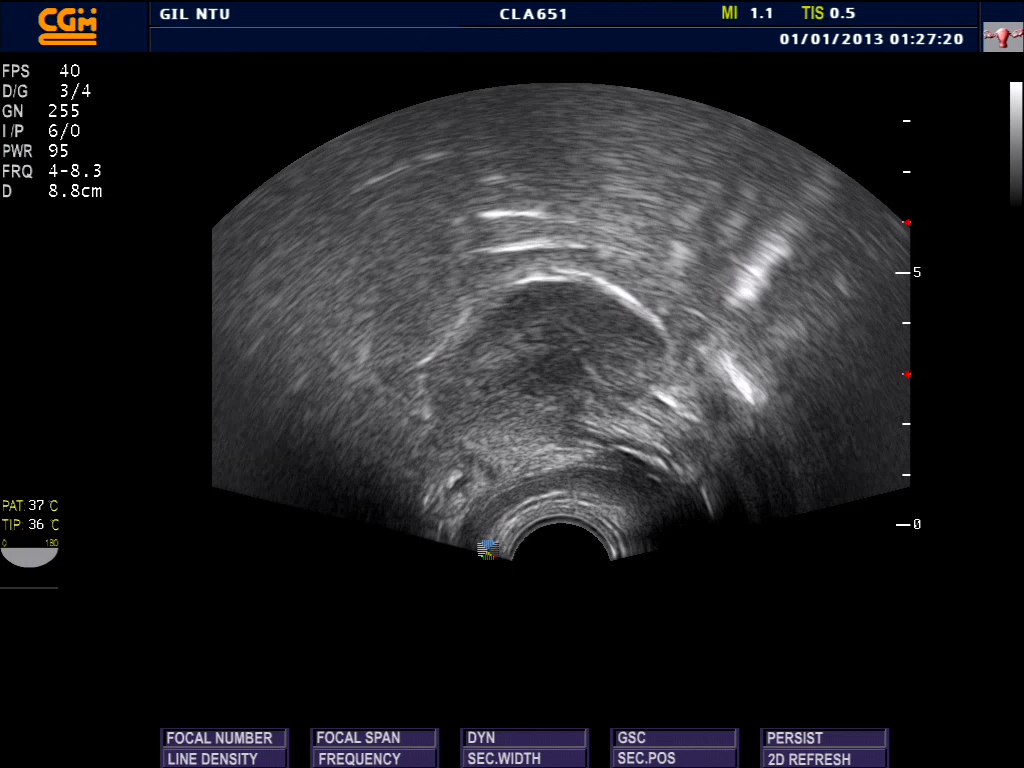 CGM
GIL NTU CLA651 MI 1.1 TIS 0.5
01/01/2013 01:27:20
FPS 40
D/G 3/4
GN 255
I/P 6/0
PWR 95
FRQ 4-8.3
D 8.8cm
5
PAT: 37 °C
TIP: 36 °C
0 180
0
FOCAL NUMBER FOCAL SPAN DYN GSC PERSIST
LINE DENSITY FREQUENCY SEC.WIDTH SEC.POS 2D REFRESH